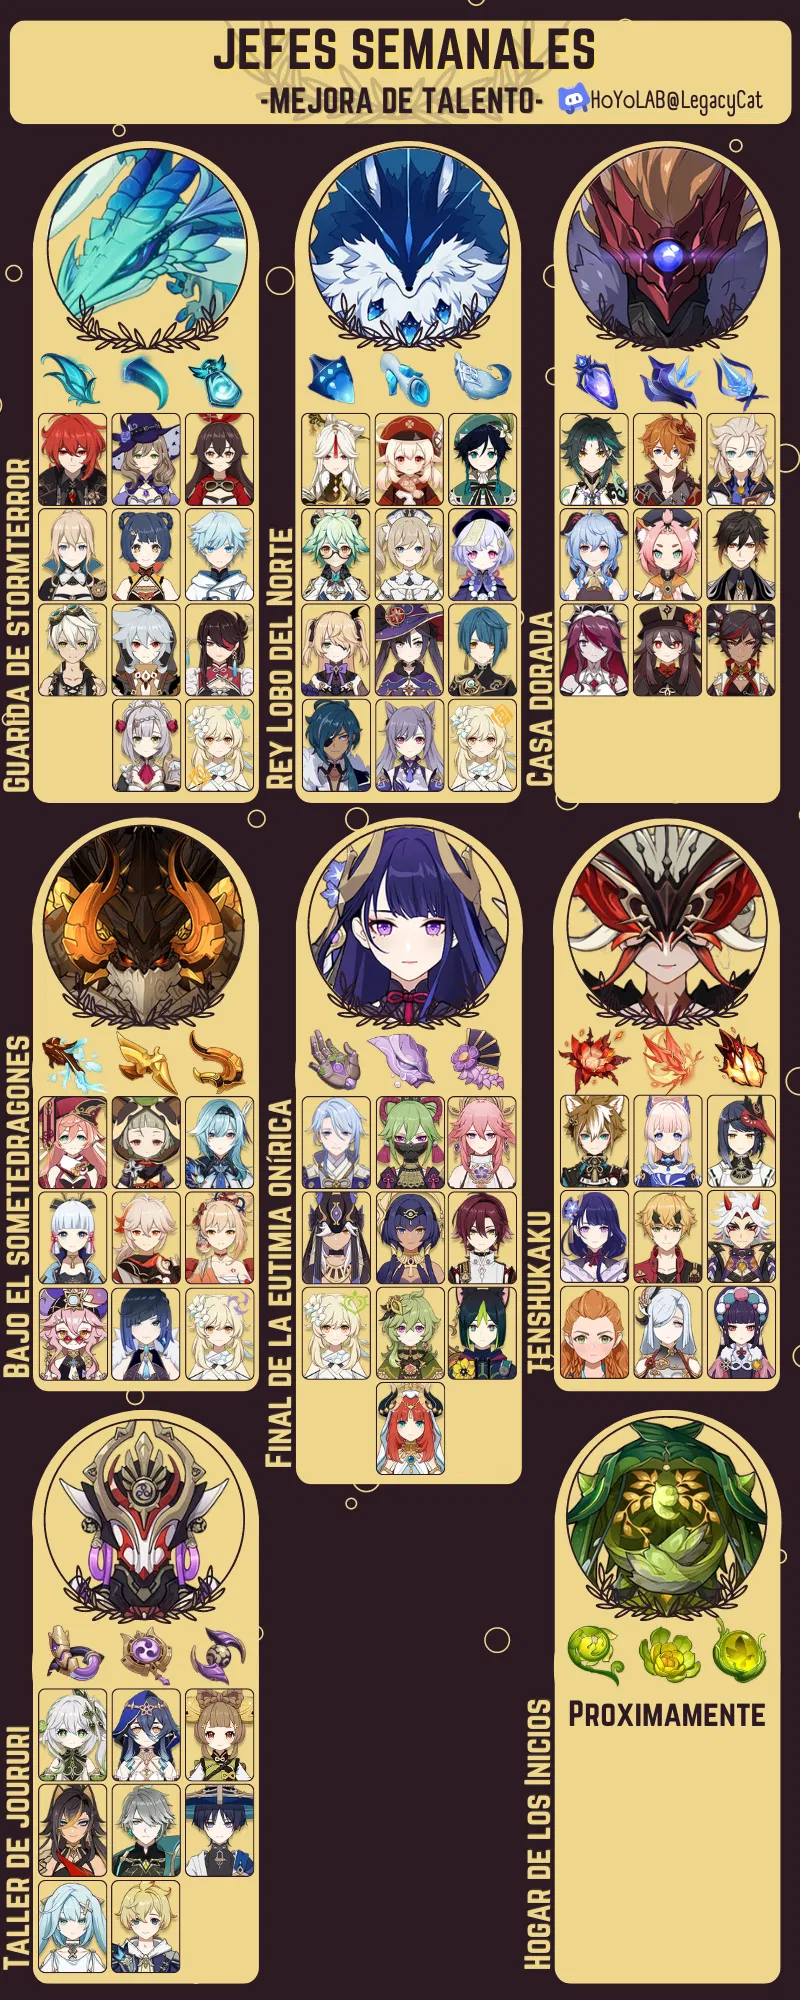 JEFES SEMANALES
-MEJORA DE TALENTO-
HoYoLAB@LegacyCat
GUARIDA DE STORMTERROR
REY LOBO DEL NORTE
CASA DORADA
BAJO EL SOMETEDRAGONES
FINAL DE LA EUTIMIA ONÍRICA
TENSHUKAKU
TALLER DE JOURURI
HOGAR DE LOS INICIOS
PROXIMAMENTE